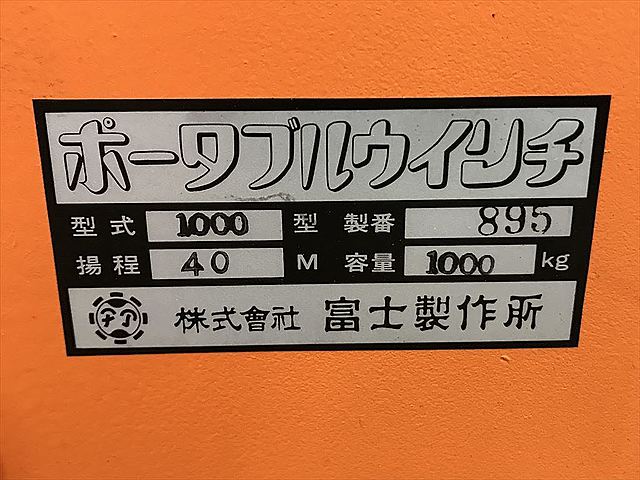 ポータブルウインチ
型式 1000 型 製番 895
揚程 40 M 容量 1000 kg
株式會社 富士製作所